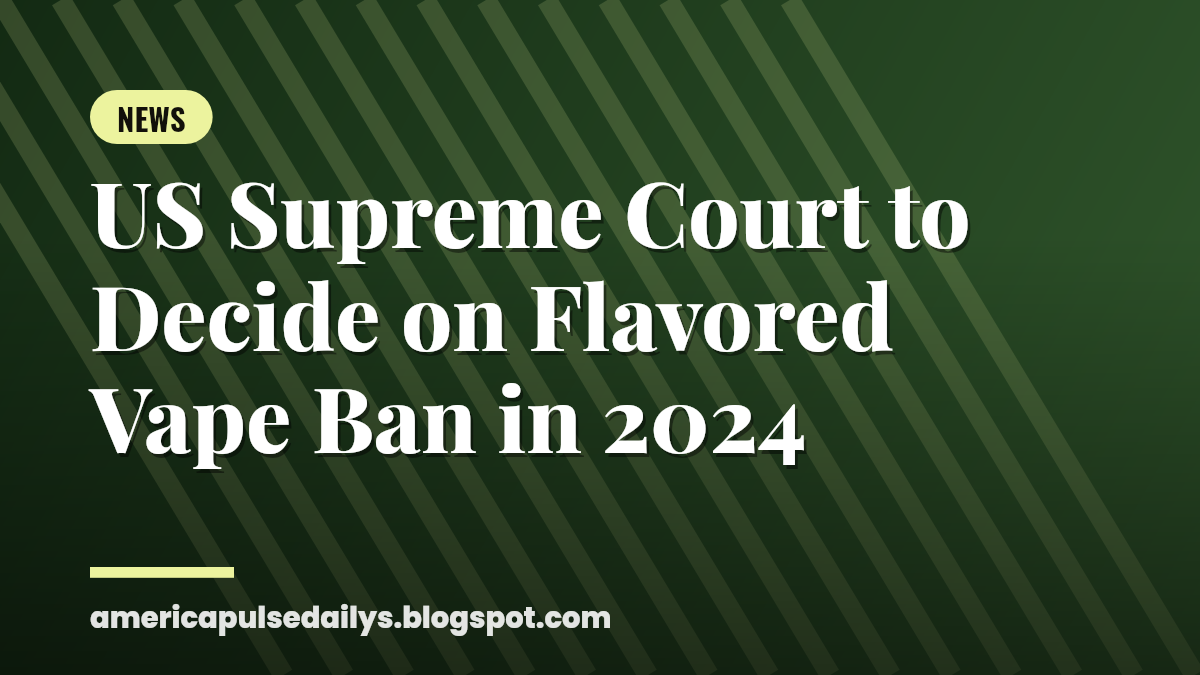 NEWS
US Supreme Court to
Decide on Flavored
Vape Ban in 2024
americapulsedailys.blogspot.com